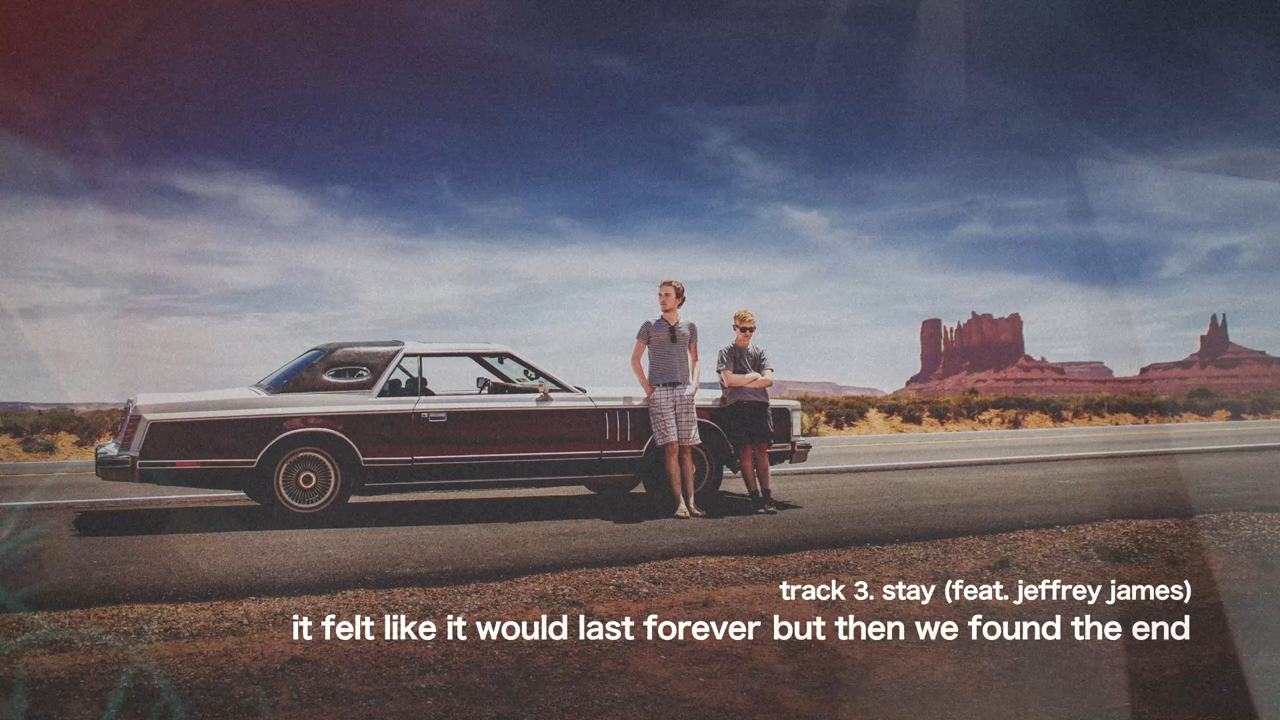 track 3. stay (feat. jeffrey james)
it felt like it would last forever but then we found the end